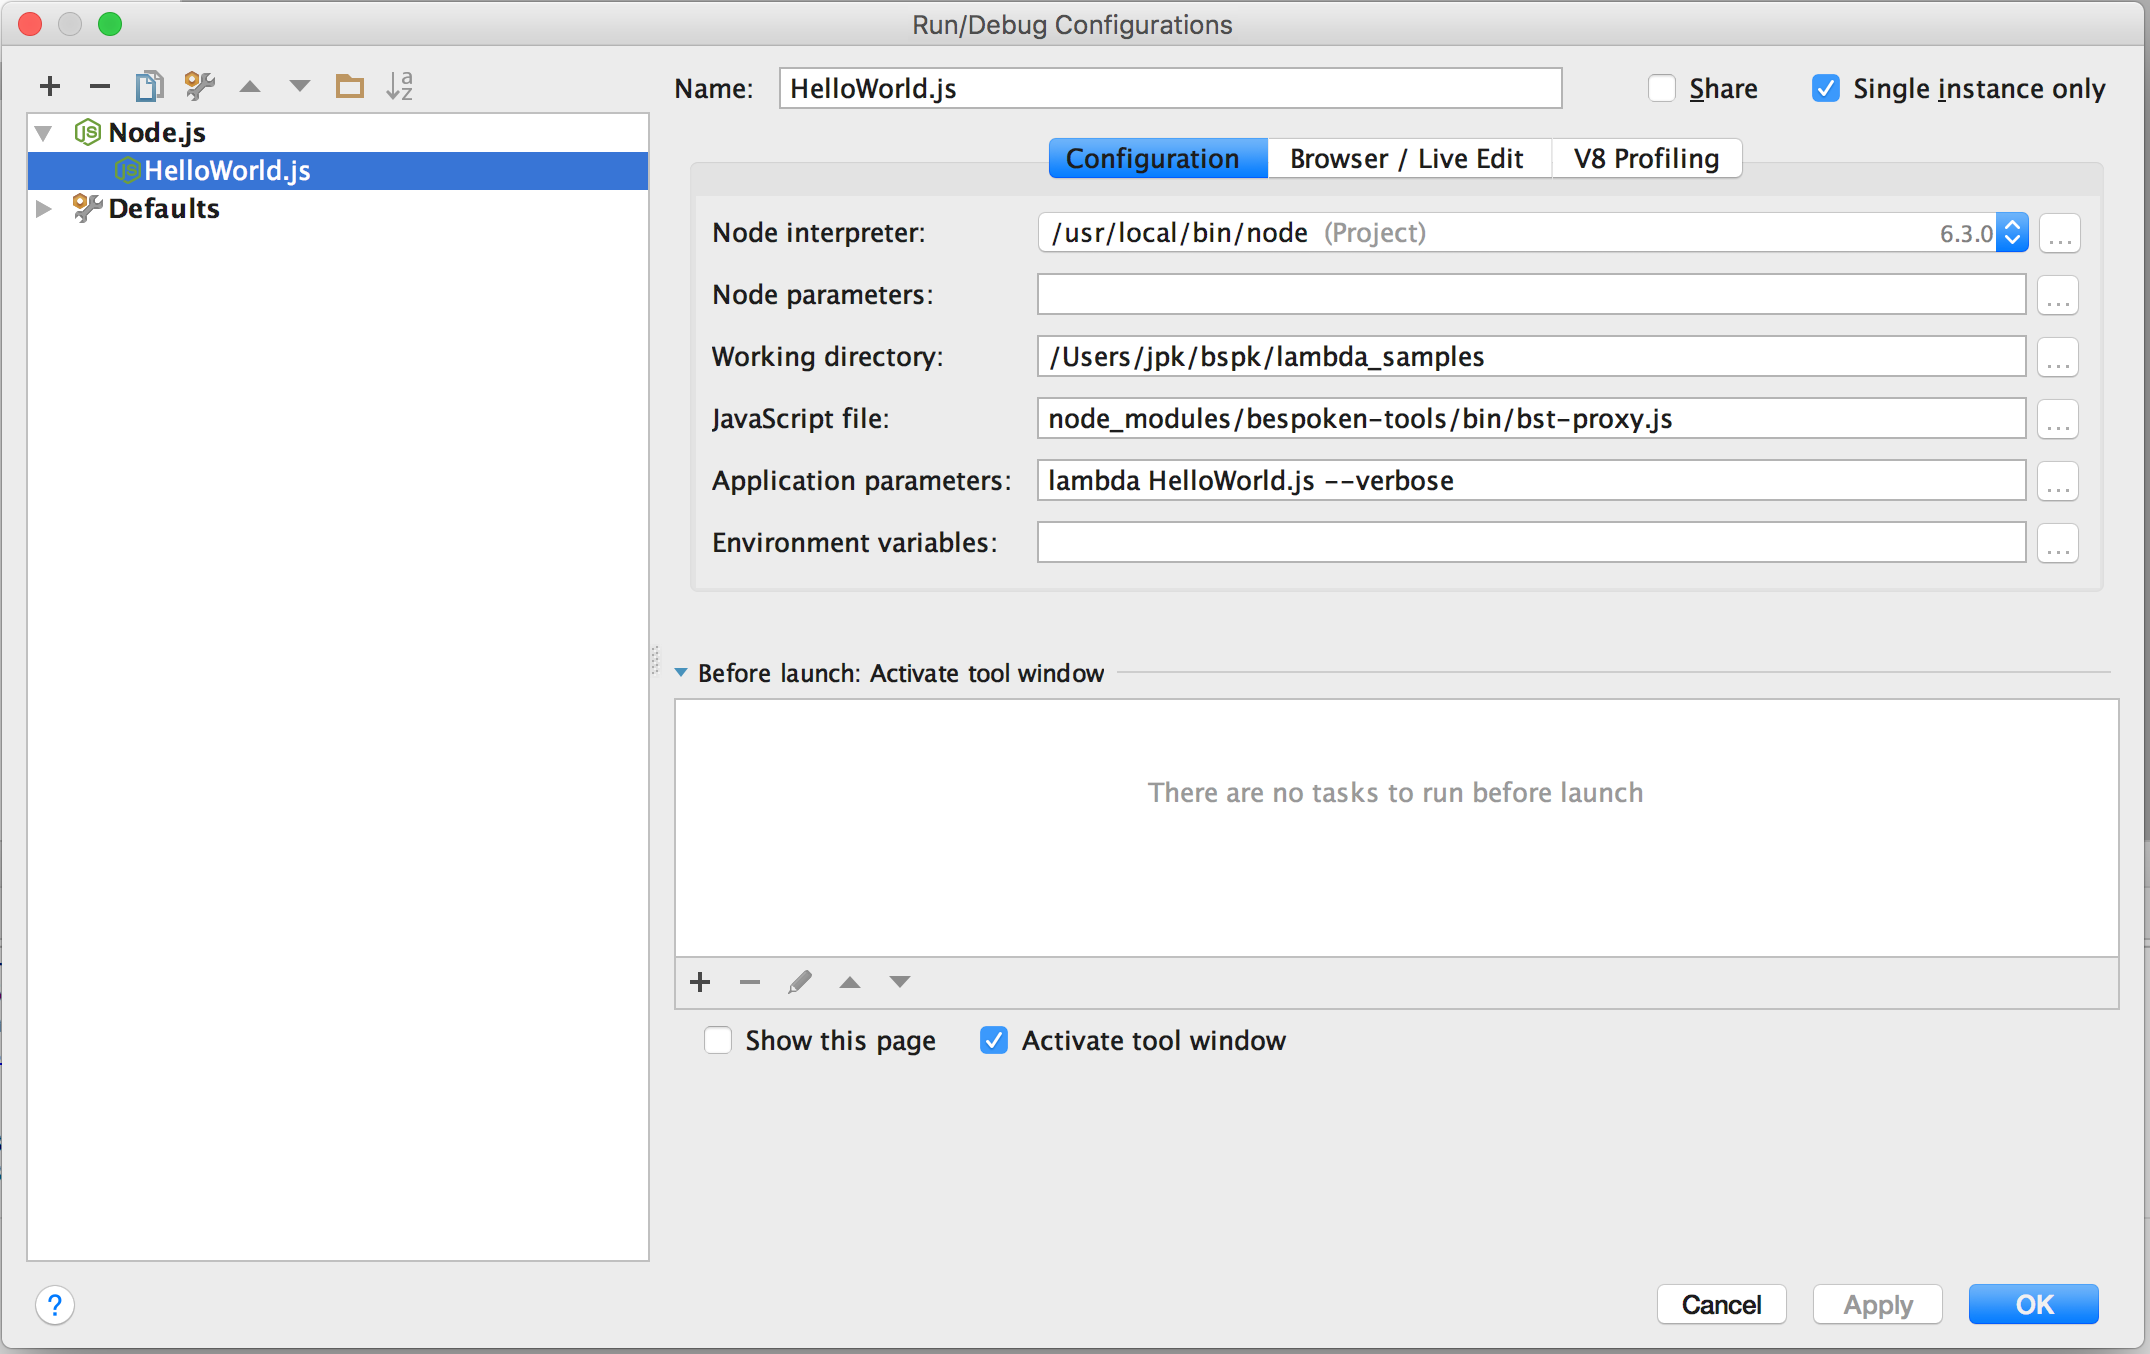 Run/Debug Configurations
Name: HelloWorld.js Share Single instance only
Node.js
HelloWorld.js
Defaults
Configuration Browser / Live Edit V8 Profiling
Node interpreter: /usr/local/bin/node (Project) 6.3.0 ...
Node parameters: ...
Working directory: /Users/jpk/bspk/lambda_samples ...
JavaScript file: node_modules/bespoken-tools/bin/bst-proxy.js ...
Application parameters: lambda HelloWorld.js --verbose ...
Environment variables: ...
Before launch: Activate tool window
There are no tasks to run before launch
Show this page Activate tool window
? Cancel Apply OK